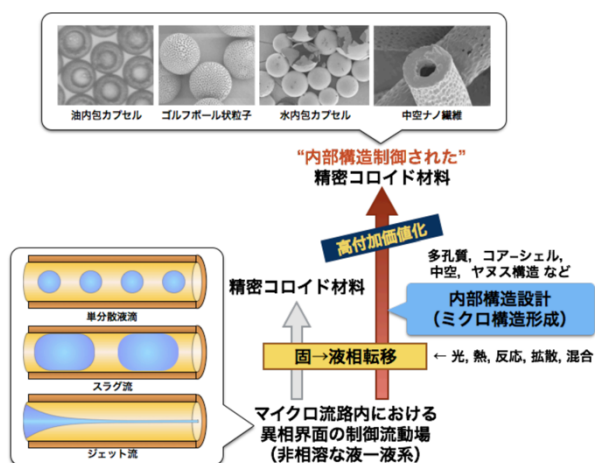 油内包カプセル
ゴルフボール状粒子
水内包カプセル
中空ナノ繊維
“内部構造制御された”
精密コロイド材料
高付加価値化
多孔質, コアーシェル,
中空, ヤヌス構造 など
精密コロイド材料
内部構造設計
（ミクロ構造形成）
単分散液滴
固→液相転移
← 光, 熱, 反応, 拡散, 混合
スラグ流
マイクロ流路内における
異相界面の制御流動場
（非相溶な液ー液系）
ジェット流